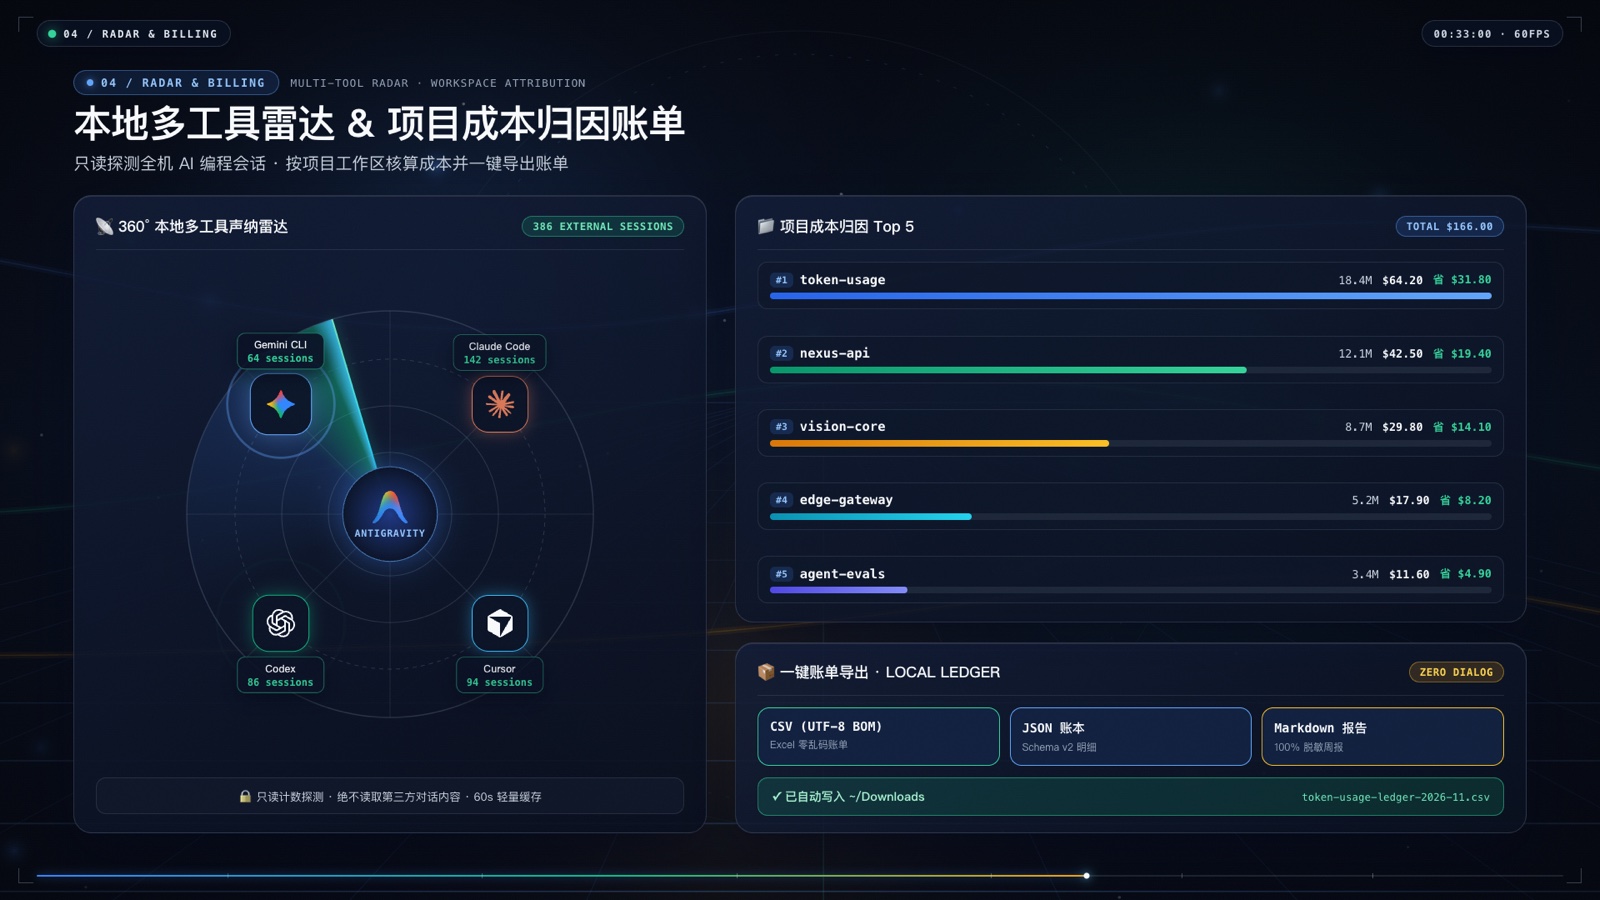 04 / RADAR & BILLING
00:33:00 · 60FPS
04 / RADAR & BILLING
MULTI-TOOL RADAR · WORKSPACE ATTRIBUTION
本地多工具雷达 & 项目成本归因账单
只读探测全机 AI 编程会话 · 按项目工作区核算成本并一键导出账单
360° 本地多工具声纳雷达
386 EXTERNAL SESSIONS
Gemini CLI
64 sessions
Claude Code
142 sessions
ANTIGRAVITY
Codex
86 sessions
Cursor
94 sessions
只读计数探测 · 绝不读取第三方对话内容 · 60s 轻量缓存
项目成本归因 Top 5
TOTAL $166.00
#1 token-usage 18.4M $64.20 省 $31.80
#2 nexus-api 12.1M $42.50 省 $19.40
#3 vision-core 8.7M $29.80 省 $14.10
#4 edge-gateway 5.2M $17.90 省 $8.20
#5 agent-evals 3.4M $11.60 省 $4.90
一键账单导出 · LOCAL LEDGER
ZERO DIALOG
CSV (UTF-8 BOM)
Excel 零乱码账单
JSON 账本
Schema v2 明细
Markdown 报告
100% 脱敏周报
✓ 已自动写入 ~/Downloads
token-usage-ledger-2026-11.csv